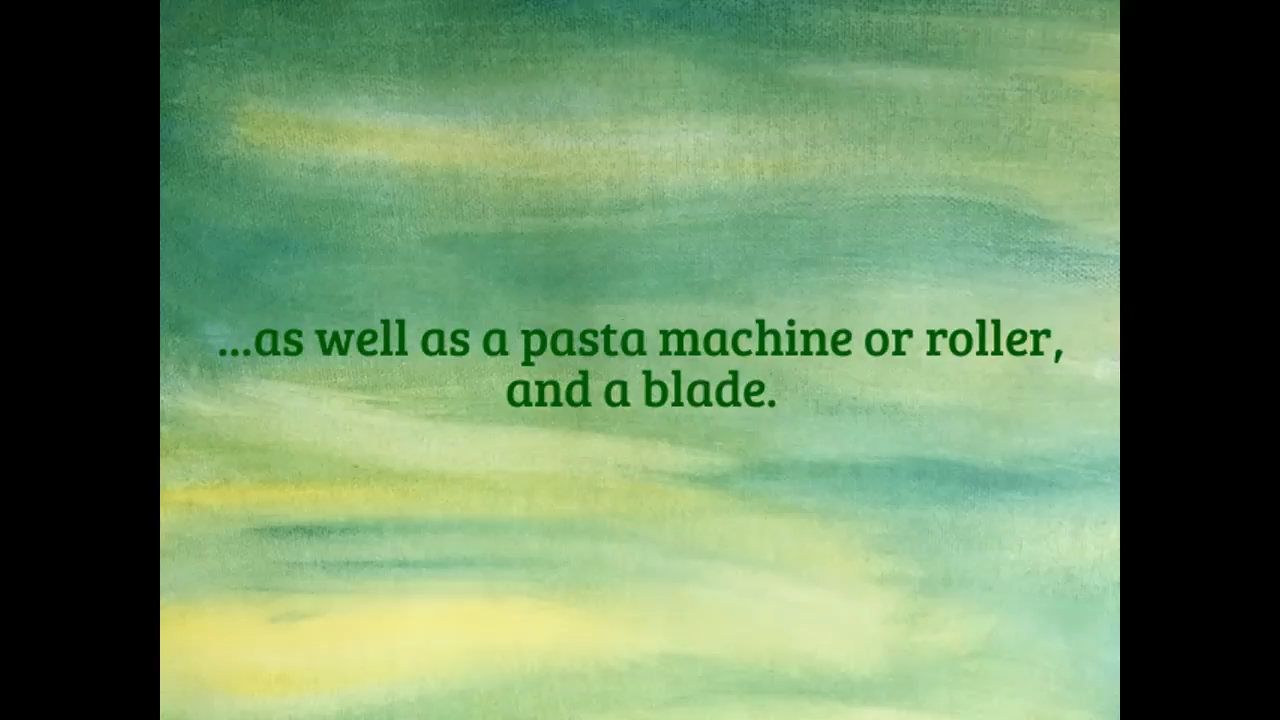 ...as well as a pasta machine or roller,
and a blade.